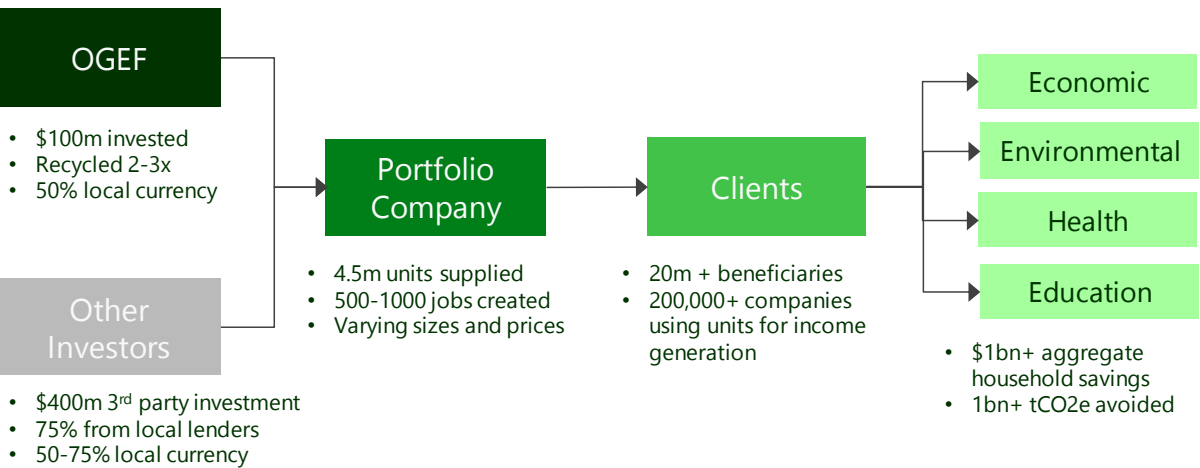 OGEF
• $100m invested
• Recycled 2-3x
• 50% local currency
Other
Investors
• $400m 3rd party investment
• 75% from local lenders
• 50-75% local currency
Portfolio
Company
• 4.5m units supplied
• 500-1000 jobs created
• Varying sizes and prices
Clients
• 20m + beneficiaries
• 200,000+ companies
using units for income
generation
Economic
Environmental
Health
Education
• $1bn+ aggregate
household savings
• 1bn+ tCO2e avoided